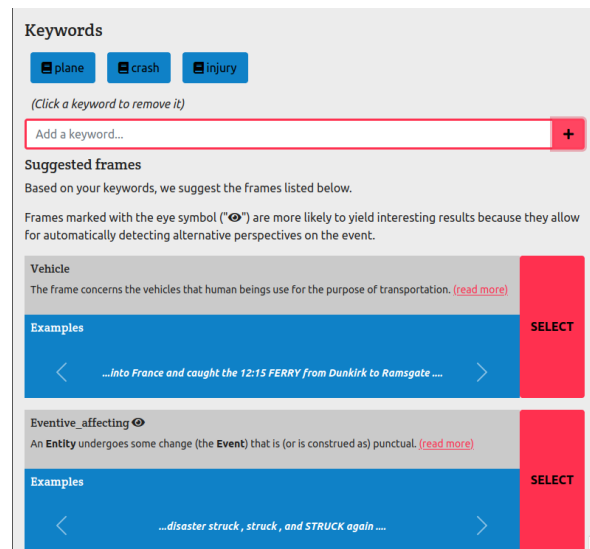 Keywords
plane crash injury
(Click a keyword to remove it)
Add a keyword... +
Suggested frames
Based on your keywords, we suggest the frames listed below.
Frames marked with the eye symbol ("👁") are more likely to yield interesting results because they allow
for automatically detecting alternative perspectives on the event.
Vehicle
The frame concerns the vehicles that human beings use for the purpose of transportation. (read more)
SELECT
Examples
...into France and caught the 12:15 FERRY from Dunkirk to Ramsgate ....
Eventive_affecting 👁
An Entity undergoes some change (the Event) that is (or is construed as) punctual. (read more)
SELECT
Examples
...disaster struck , struck , and STRUCK again ....